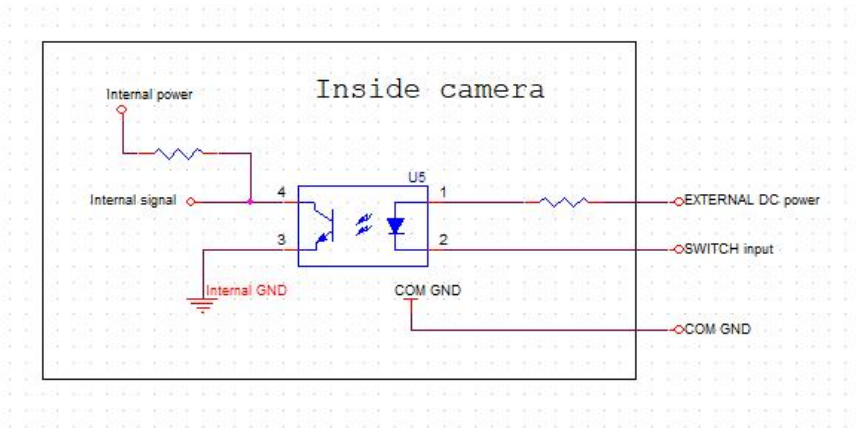 Inside camera
Internal power
U5
Internal signal
4
1
EXTERNAL DC power
3
2
SWITCH input
Internal GND
COM GND
COM GND